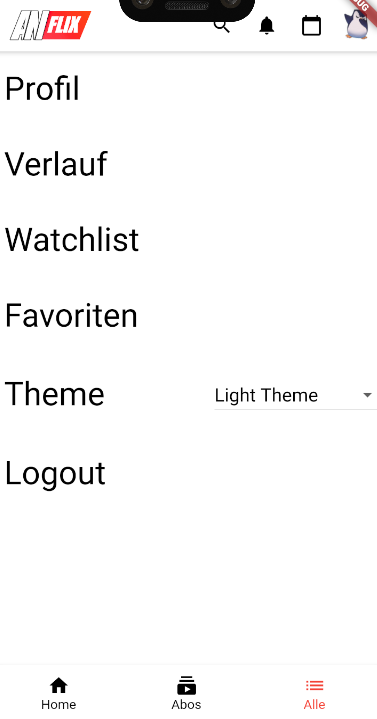 ANFLIX
Profil
Verlauf
Watchlist
Favoriten
Theme
Light Theme
Logout
Home
Abos
Alle